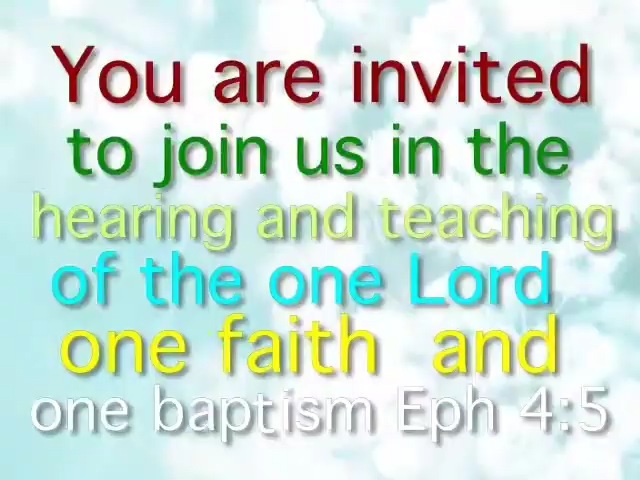 You are invited
to join us in the
hearing and teaching
of the one Lord
one faith and
one baptism Eph 4:5